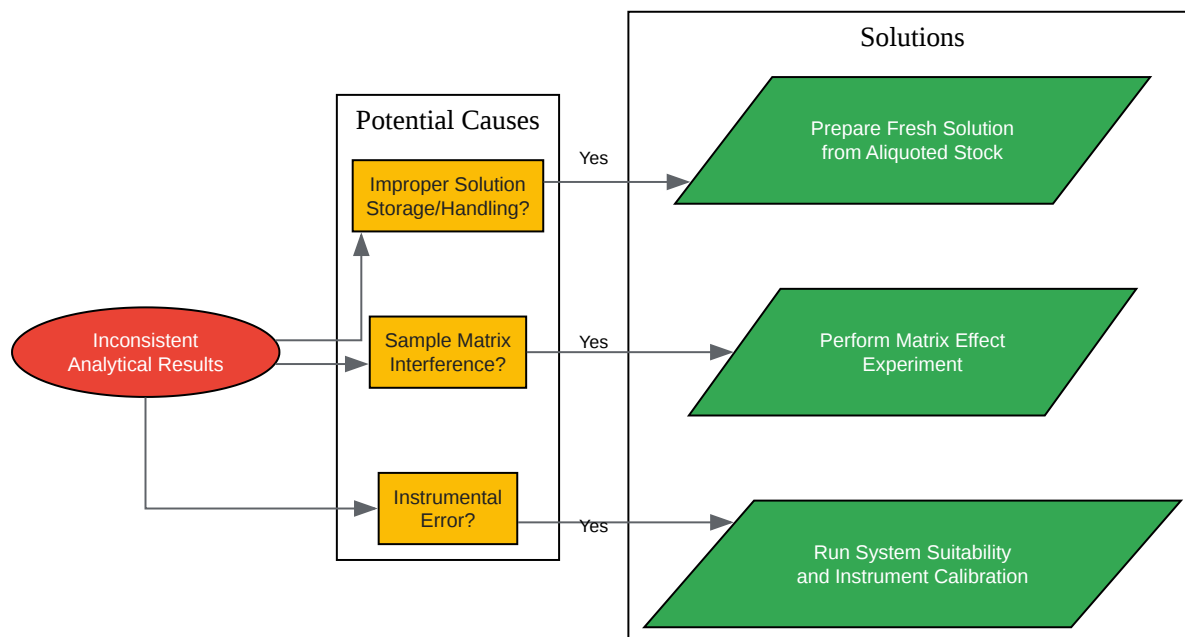 Solutions
Potential Causes
Prepare Fresh Solution
from Aliquoted Stock
Yes
Improper Solution
Storage/Handling?
Inconsistent
Analytical Results
Sample Matrix
Interference?
Yes
Perform Matrix Effect
Experiment
Instrumental
Error?
Yes
Run System Suitability
and Instrument Calibration